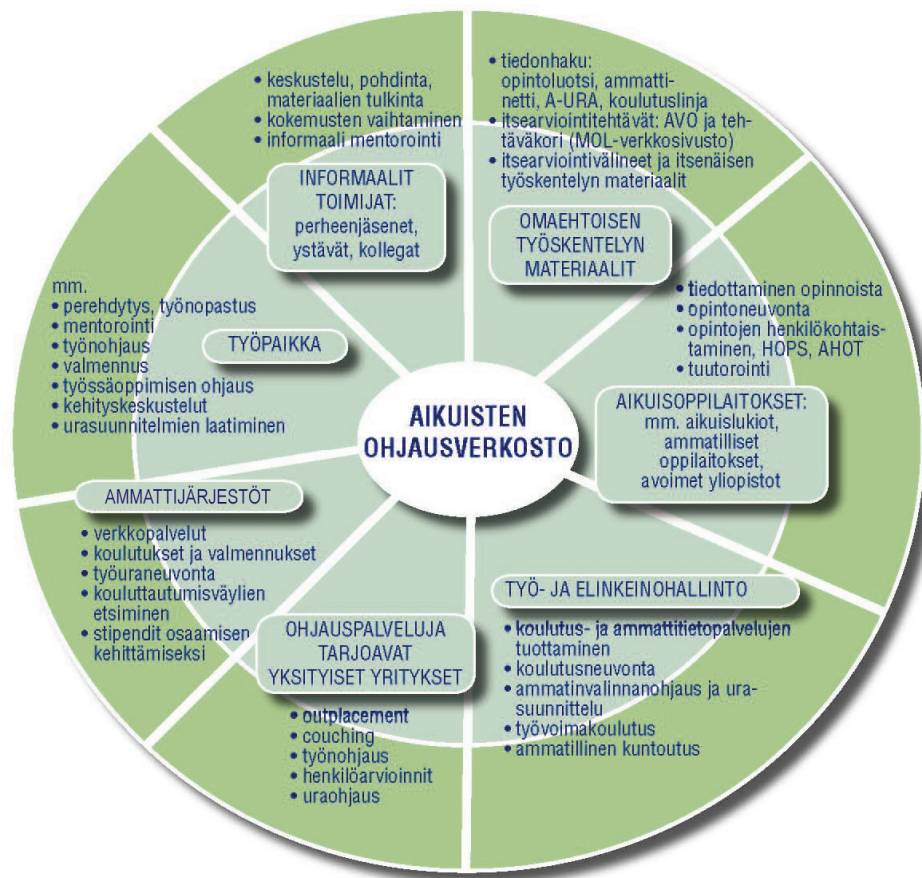 • keskustelu, pohdinta,
materiaalien tulkinta
• kokemusten vaihtaminen
• informaali mentorointi
INFORMAALIT
TOIMIJAT:
perheenjäsenet,
ystävät, kollegat
• tiedonhaku:
opintoluotsi, ammatti-
netti, A-URA, koulutuslinja
• itsearviointitehtävät: AVO ja teh-
täväkori (MOL-verkkosivusto)
• itsearviointivälineet ja itsenäisen
työskentelyn materiaalit
OMAEHTOISEN
TYÖSKENTELYN
MATERIAALIT
• tiedottaminen opinnoista
• opintoneuvonta
• opintojen henkilökohtais-
taminen, HOPS, AHOT
• tuutorointi
AIKUISOPPILAITOKSET:
mm. aikuislukiot,
ammatilliset
oppilaitokset,
avoimet yliopistot
mm.
• perehdytys, työnopastus
• mentorointi
• työnohjaus
• valmennus
• työssäoppimisen ohjaus
• kehityskeskustelut
• urasuunnitelmien laatiminen
TYÖPAIKKA
AIKUISTEN
OHJAUSVERKOSTO
AMMATTIJÄRJESTÖT
• verkkopalvelut
• koulutukset ja valmennukset
• työuraneuvonta
• kouluttautumisväylien
etsiminen
• stipendit osaamisen
kehittämiseksi
OHJAUSPALVELUJA
TARJOAVAT
YKSITYISET YRITYKSET
• outplacement
• couching
• työnohjaus
• henkilöarvioinnit
• uraohjaus
TYÖ- JA ELINKEINOHALLINTO
• koulutus- ja ammattitietopalvelujen
tuottaminen
• koulutusneuvonta
• ammatinvalinnanohjaus ja ura-
suunnittelu
• työvoimakoulutus
• ammatillinen kuntoutus